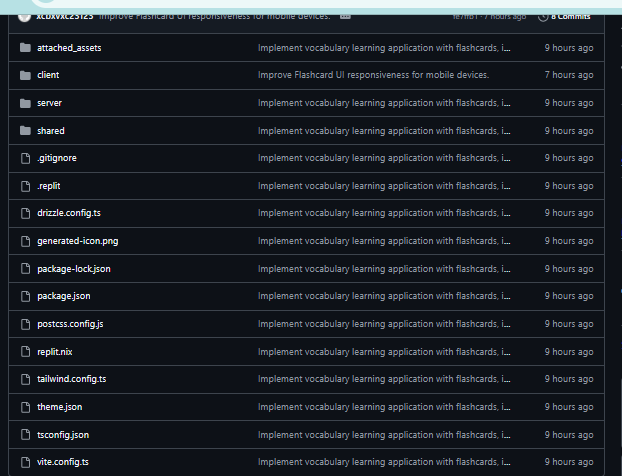 xcbxvxc25125 Improve Flashcard UI responsiveness for mobile devices. 7 hours ago 8 Commits
attached_assets Implement vocabulary learning application with flashcards, i... 9 hours ago
client Improve Flashcard UI responsiveness for mobile devices. 7 hours ago
server Implement vocabulary learning application with flashcards, i... 9 hours ago
shared Implement vocabulary learning application with flashcards, i... 9 hours ago
.gitignore Implement vocabulary learning application with flashcards, i... 9 hours ago
.replit Implement vocabulary learning application with flashcards, i... 9 hours ago
drizzle.config.ts Implement vocabulary learning application with flashcards, i... 9 hours ago
generated-icon.png Implement vocabulary learning application with flashcards, i... 9 hours ago
package-lock.json Implement vocabulary learning application with flashcards, i... 9 hours ago
package.json Implement vocabulary learning application with flashcards, i... 9 hours ago
postcss.config.js Implement vocabulary learning application with flashcards, i... 9 hours ago
replit.nix Implement vocabulary learning application with flashcards, i... 9 hours ago
tailwind.config.ts Implement vocabulary learning application with flashcards, i... 9 hours ago
theme.json Implement vocabulary learning application with flashcards, i... 9 hours ago
tsconfig.json Implement vocabulary learning application with flashcards, i... 9 hours ago
vite.config.ts Implement vocabulary learning application with flashcards, i... 9 hours ago